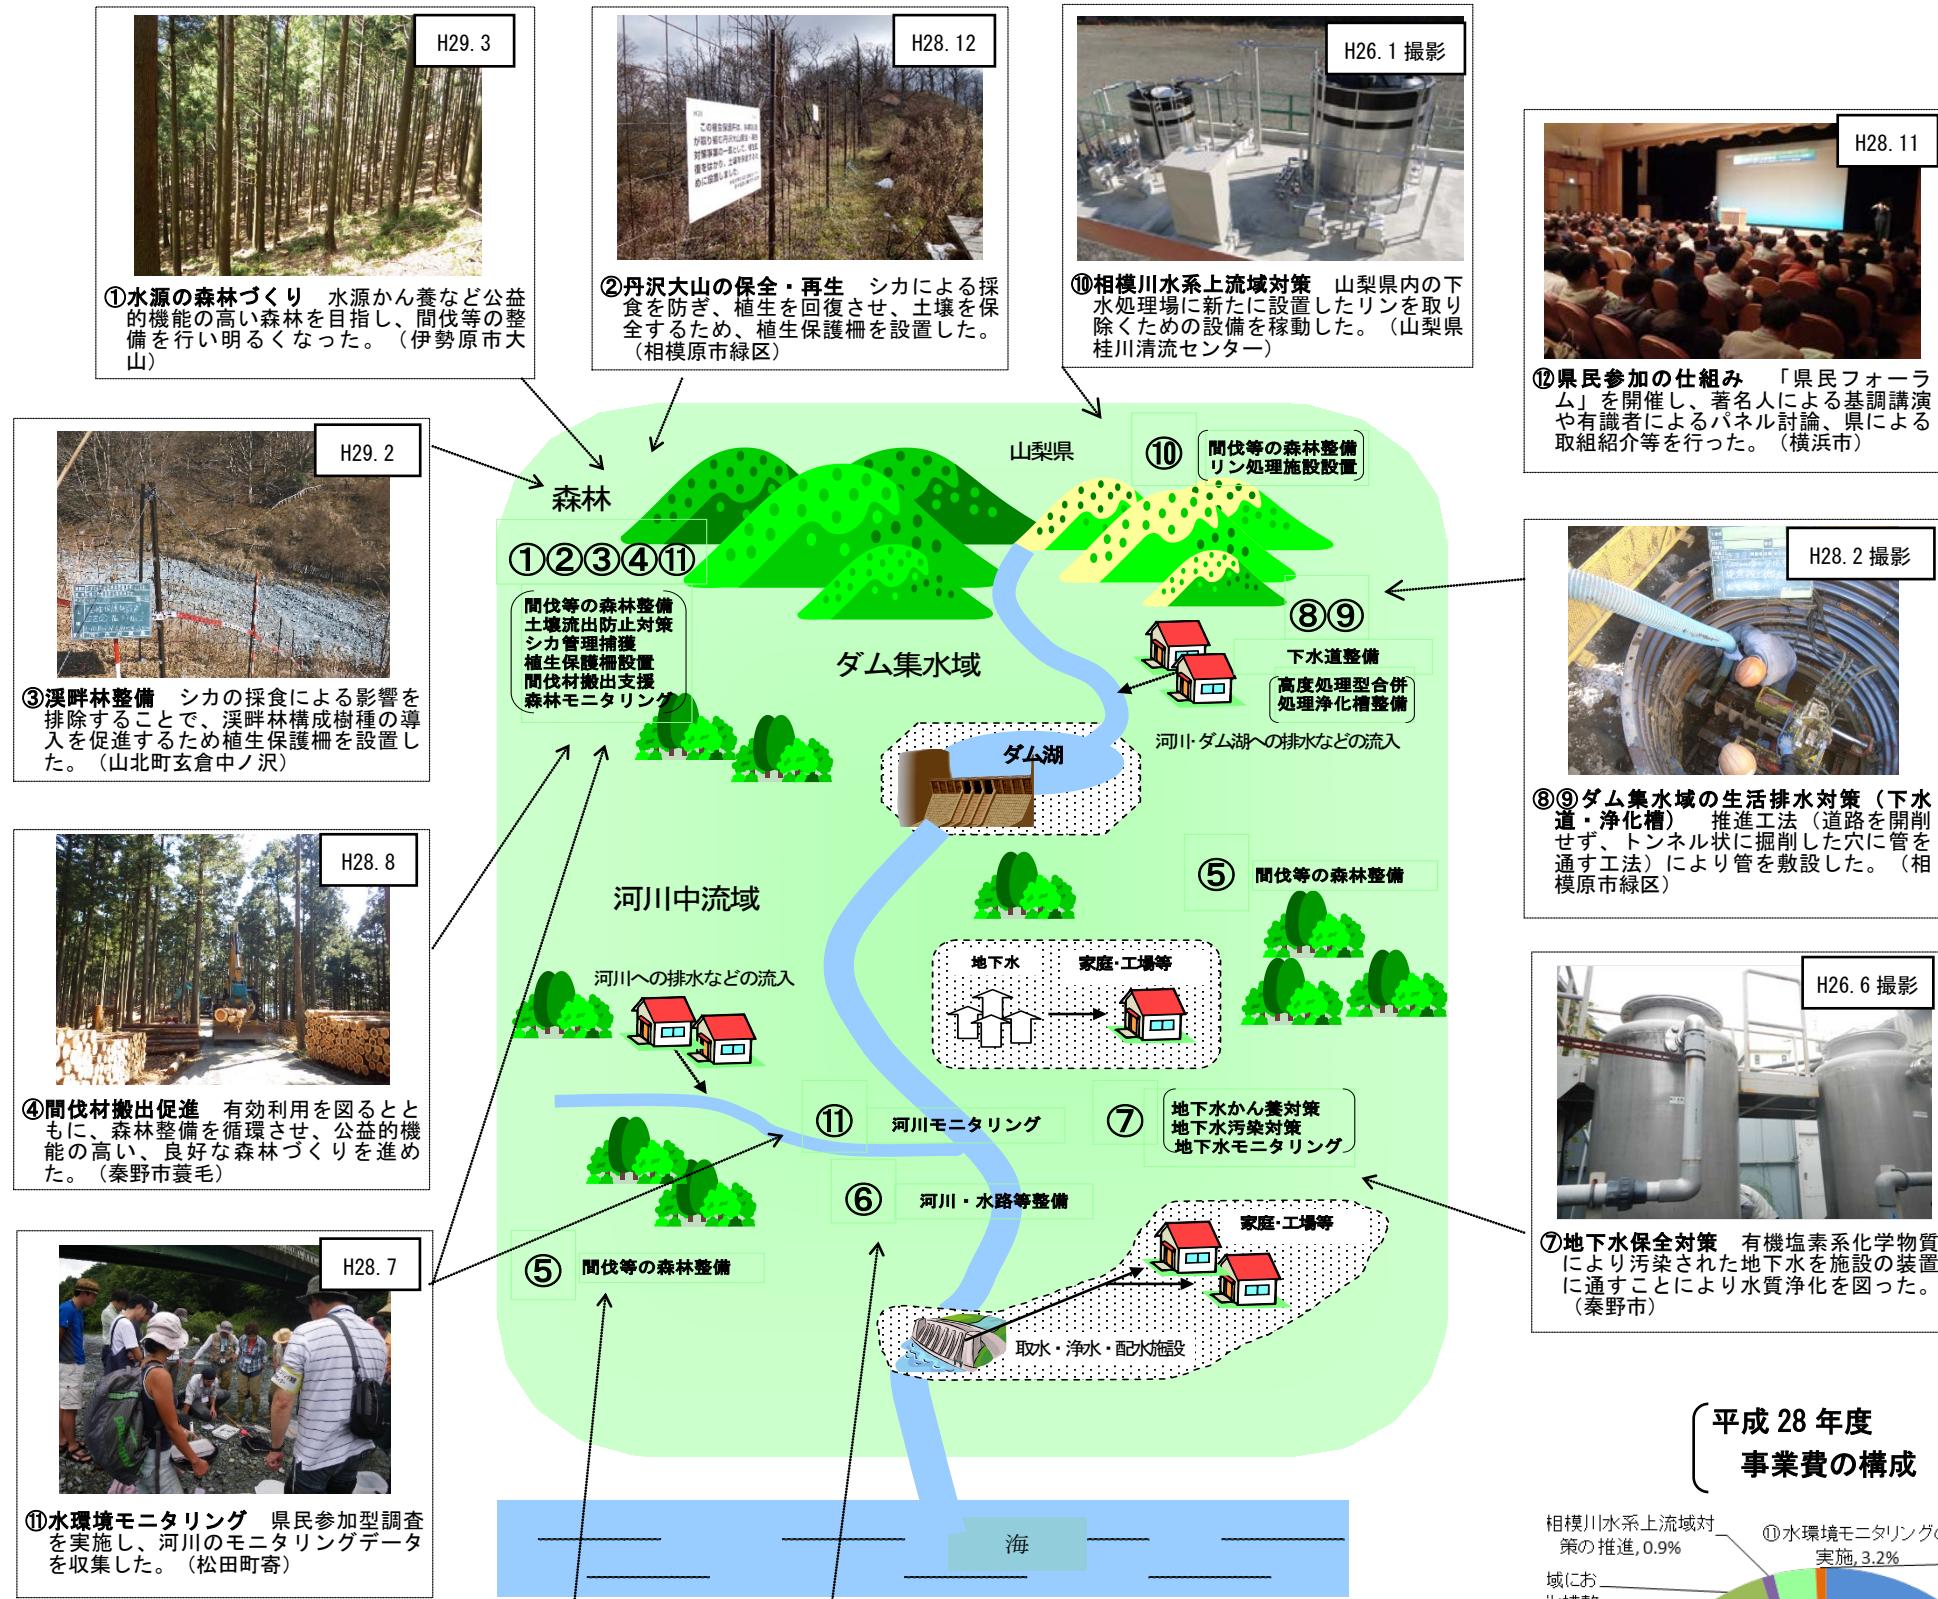 H29.3
①水源の森林づくり　水源かん養など公益
的機能の高い森林を目指し、間伐等の整
備を行い明るくなった。（伊勢原市大
山）
H28.12
この植生保護柵は、
②丹沢大山の保全・再生　シカによる採
食を防ぎ、植生を回復させ、土壌を保
全するため、植生保護柵を設置した。
（相模原市緑区）
H26.1 撮影
⑩相模川水系上流域対策　山梨県内の下
水処理場に新たに設置したリンを取り
除くための設備を稼動した。（山梨県
桂川清流センター）
H28.11
⑫県民参加の仕組み　「県民フォーラ
ム」を開催し、著名人による基調講演
や有識者によるパネル討論、県による
取組紹介等を行った。（横浜市）
H29.2
③渓畔林整備　シカの採食による影響を
排除することで、渓畔林構成樹種の導
入を促進するため植生保護柵を設置し
た。（山北町玄倉中ノ沢）
H28.8
④間伐材搬出促進　有効利用を図るとと
もに、森林整備を循環させ、公益的機
能の高い、良好な森林づくりを進め
た。（秦野市蓑毛）
H28.7
⑪水環境モニタリング　県民参加型調査
を実施し、河川のモニタリングデータ
を収集した。（松田町寄）
森林
①②③④⑪
間伐等の森林整備
土壌流出防止対策
シカ管理捕獲
植生保護柵設置
間伐材搬出支援
森林モニタリング
山梨県
⑩
間伐等の森林整備
リン処理施設設置
ダム集水域
⑧⑨
下水道整備
高度処理型合併
処理浄化槽整備
河川・ダム湖への排水などの流入
ダム湖
河川中流域
⑤
間伐等の森林整備
河川への排水などの流入
地下水
家庭・工場等
⑪
河川モニタリング
⑦
地下水かん養対策
地下水汚染対策
地下水モニタリング
⑥
河川・水路等整備
⑤
間伐等の森林整備
家庭・工場等
取水・浄水・配水施設
海
H28.2 撮影
⑧⑨ダム集水域の生活排水対策（下水
道・浄化槽）　推進工法（道路を開削
せず、トンネル状に掘削した穴に管を
通す工法）により管を敷設した。（相
模原市緑区）
H26.6 撮影
⑦地下水保全対策　有機塩素系化学物質
により汚染された地下水を施設の装置
に通すことにより水質浄化を図った。
（秦野市）
平成 28 年度
事業費の構成
相模川水系上流域対
策の推進, 0.9%
⑪水環境モニタリングの
実施, 3.2%
域にお